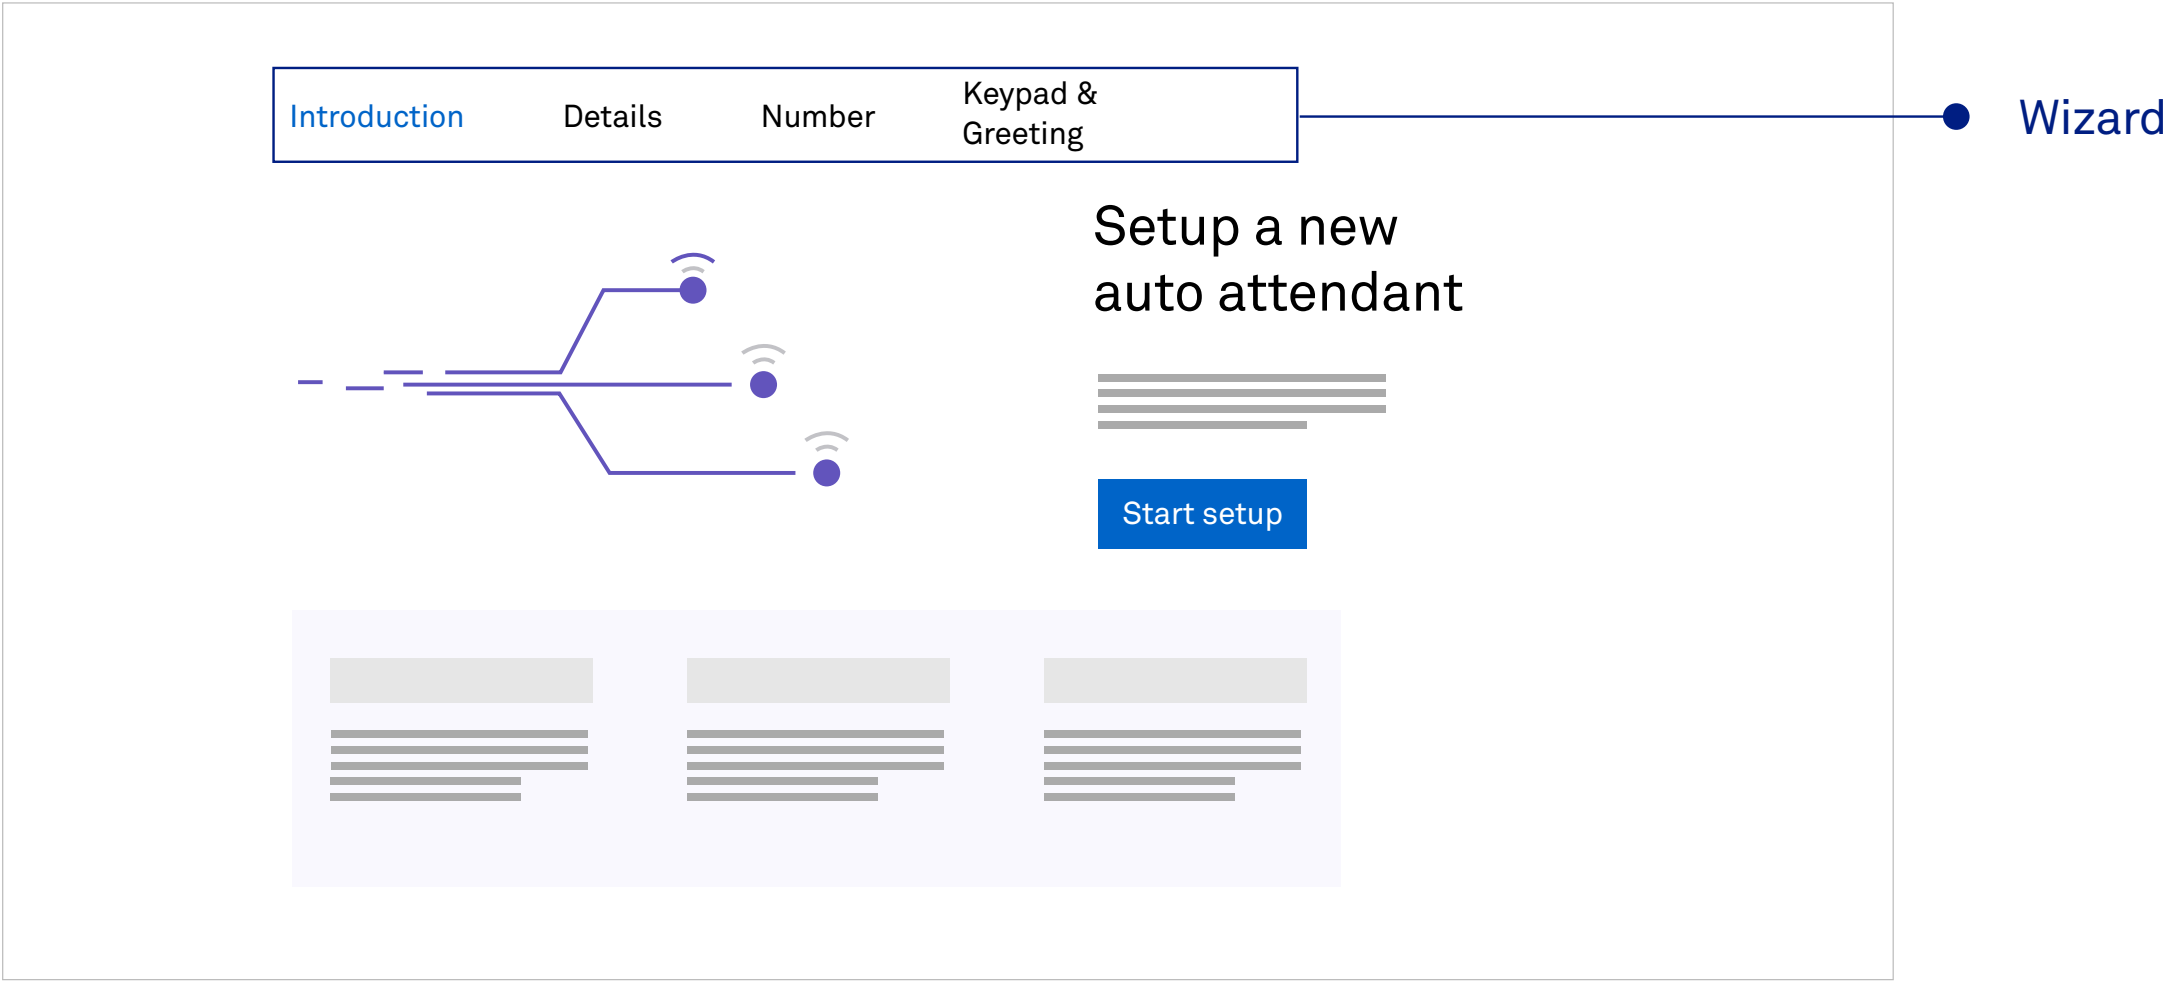 Introduction
Details
Number
Keypad &
Greeting
Wizard
Setup a new
auto attendant
Start setup